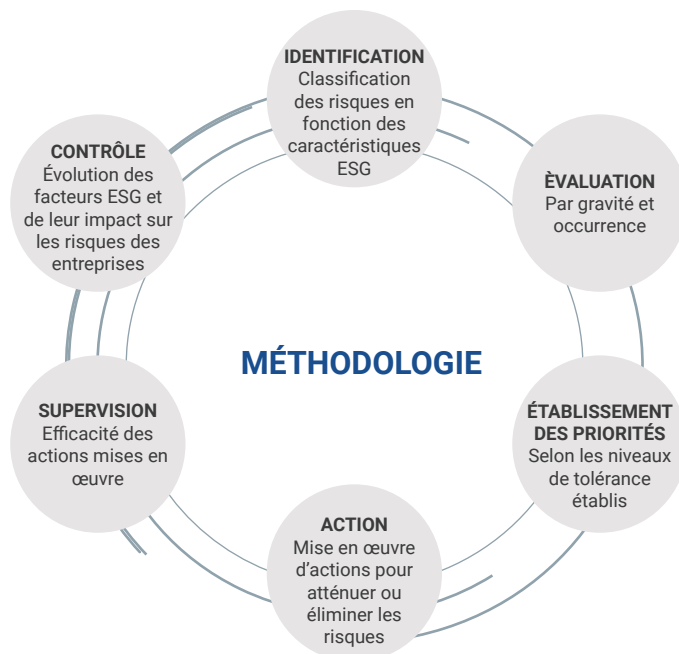 IDENTIFICATION
Classification
des risques en
fonction des
caractéristiques
ESG
ÈVALUATION
Par gravité et
occurrence
ÉTABLISSEMENT
DES PRIORITÉS
Selon les niveaux
de tolérance
établis
ACTION
Mise en œuvre
d'actions pour
atténuer ou
éliminer les
risques
SUPERVISION
Efficacité des
actions mises en
œuvre
CONTRÔLE
Évolution des
facteurs ESG et
de leur impact sur
les risques des
entreprises
MÉTHODOLOGIE